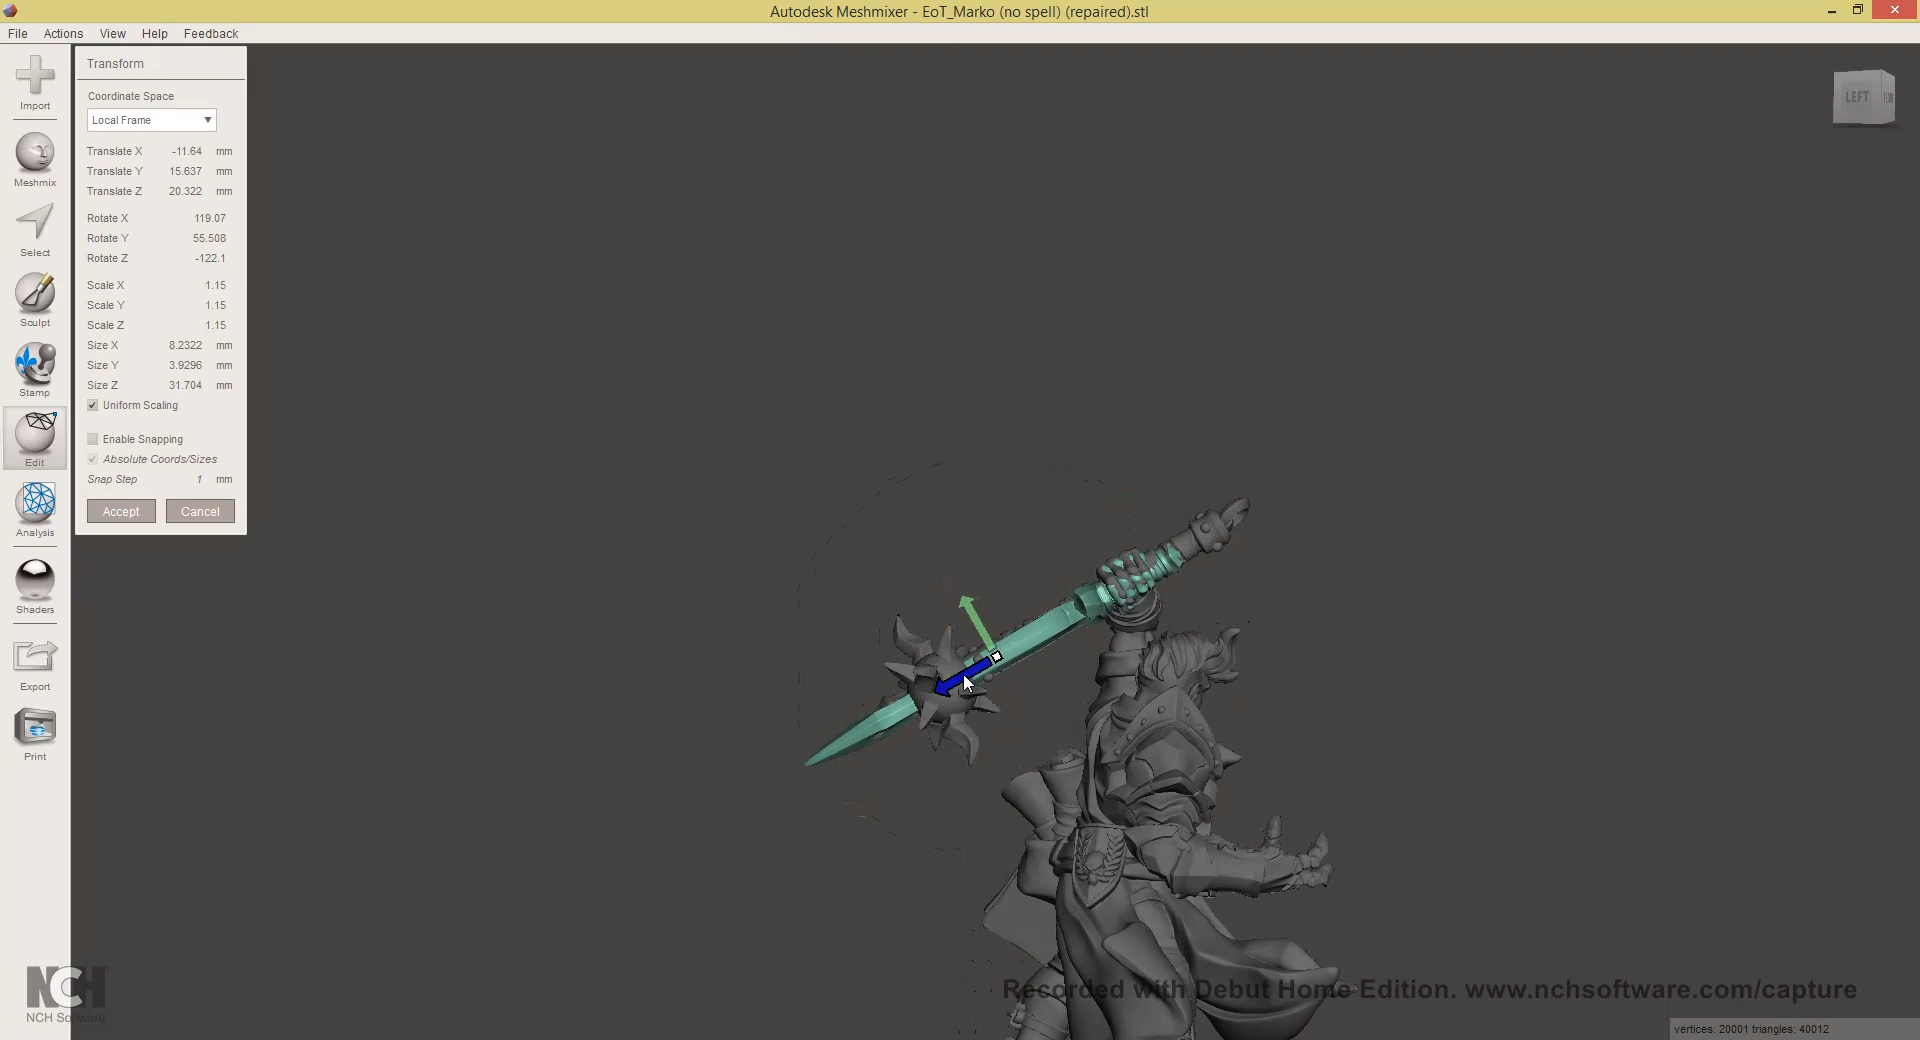 Autodesk Meshmixer - EoT_Marko (no spell) (repaired).stl
File Actions View Help Feedback
Import
Meshmix
Select
Sculpt
Stamp
Edit
Analysis
Shaders
Export
Print
Transform
Coordinate Space
Local Frame
Translate X -11.64 mm
Translate Y 15.637 mm
Translate Z 20.322 mm
Rotate X 119.07
Rotate Y 55.508
Rotate Z -122.1
Scale X 1.15
Scale Y 1.15
Scale Z 1.15
Size X 8.2322 mm
Size Y 3.9296 mm
Size Z 31.704 mm
Uniform Scaling
Enable Snapping
Absolute Coords/Sizes
Snap Step 1 mm
Accept Cancel
LEFT
NCH
NCH Software
Recorded with Debut Home Edition. www.nchsoftware.com/capture
vertices: 20001 triangles: 40012